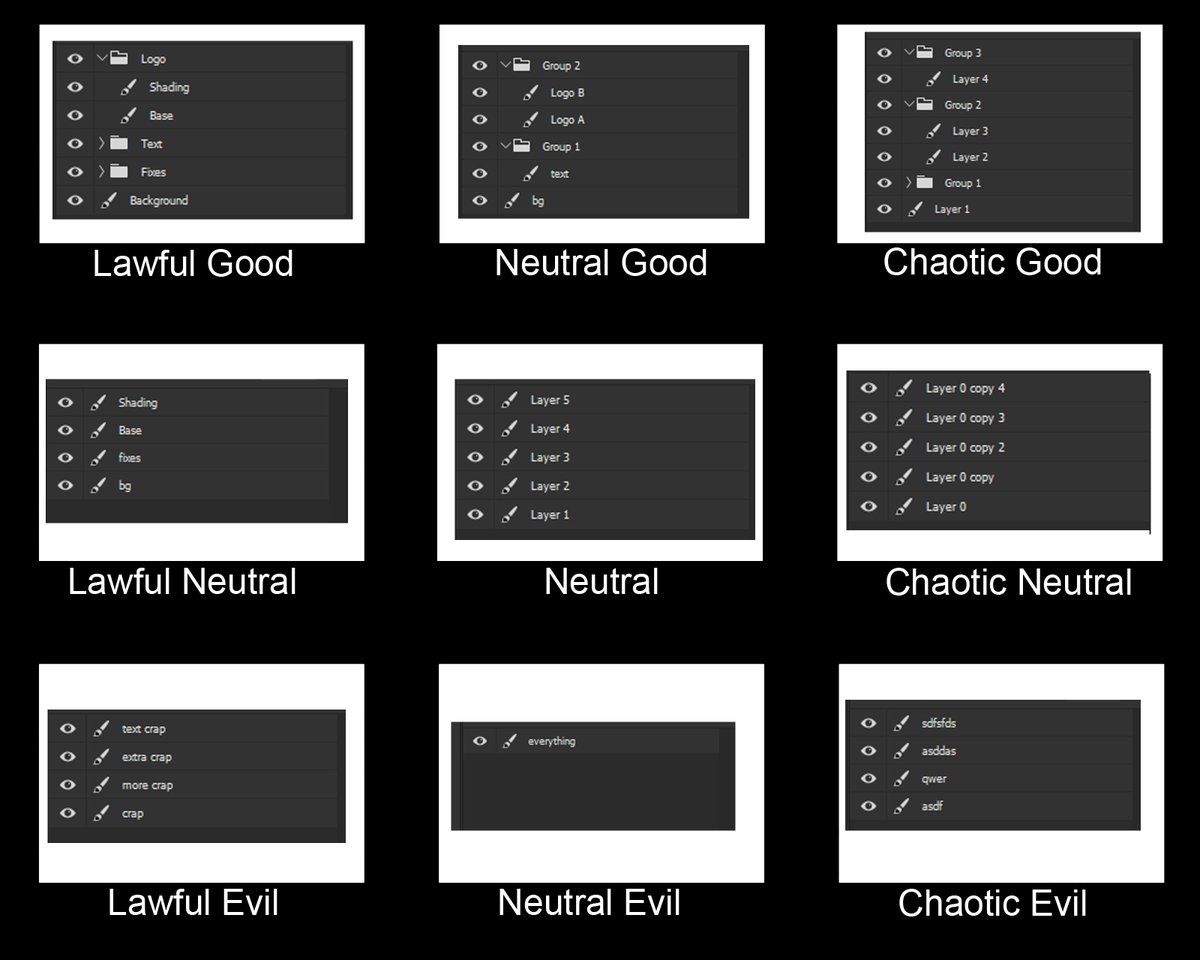 Logo
Shading
Base
Text
Fixes
Background
Lawful Good
Group 2
Logo B
Logo A
Group 1
text
bg
Neutral Good
Group 3
Layer 4
Group 2
Layer 3
Layer 2
Group 1
Layer 1
Chaotic Good
Shading
Base
fixes
bg
Lawful Neutral
Layer 5
Layer 4
Layer 3
Layer 2
Layer 1
Neutral
Layer 0 copy 4
Layer 0 copy 3
Layer 0 copy 2
Layer 0 copy
Layer 0
Chaotic Neutral
text crap
extra crap
more crap
crap
Lawful Evil
everything
Neutral Evil
sdfsfds
asddas
qwer
asdf
Chaotic Evil